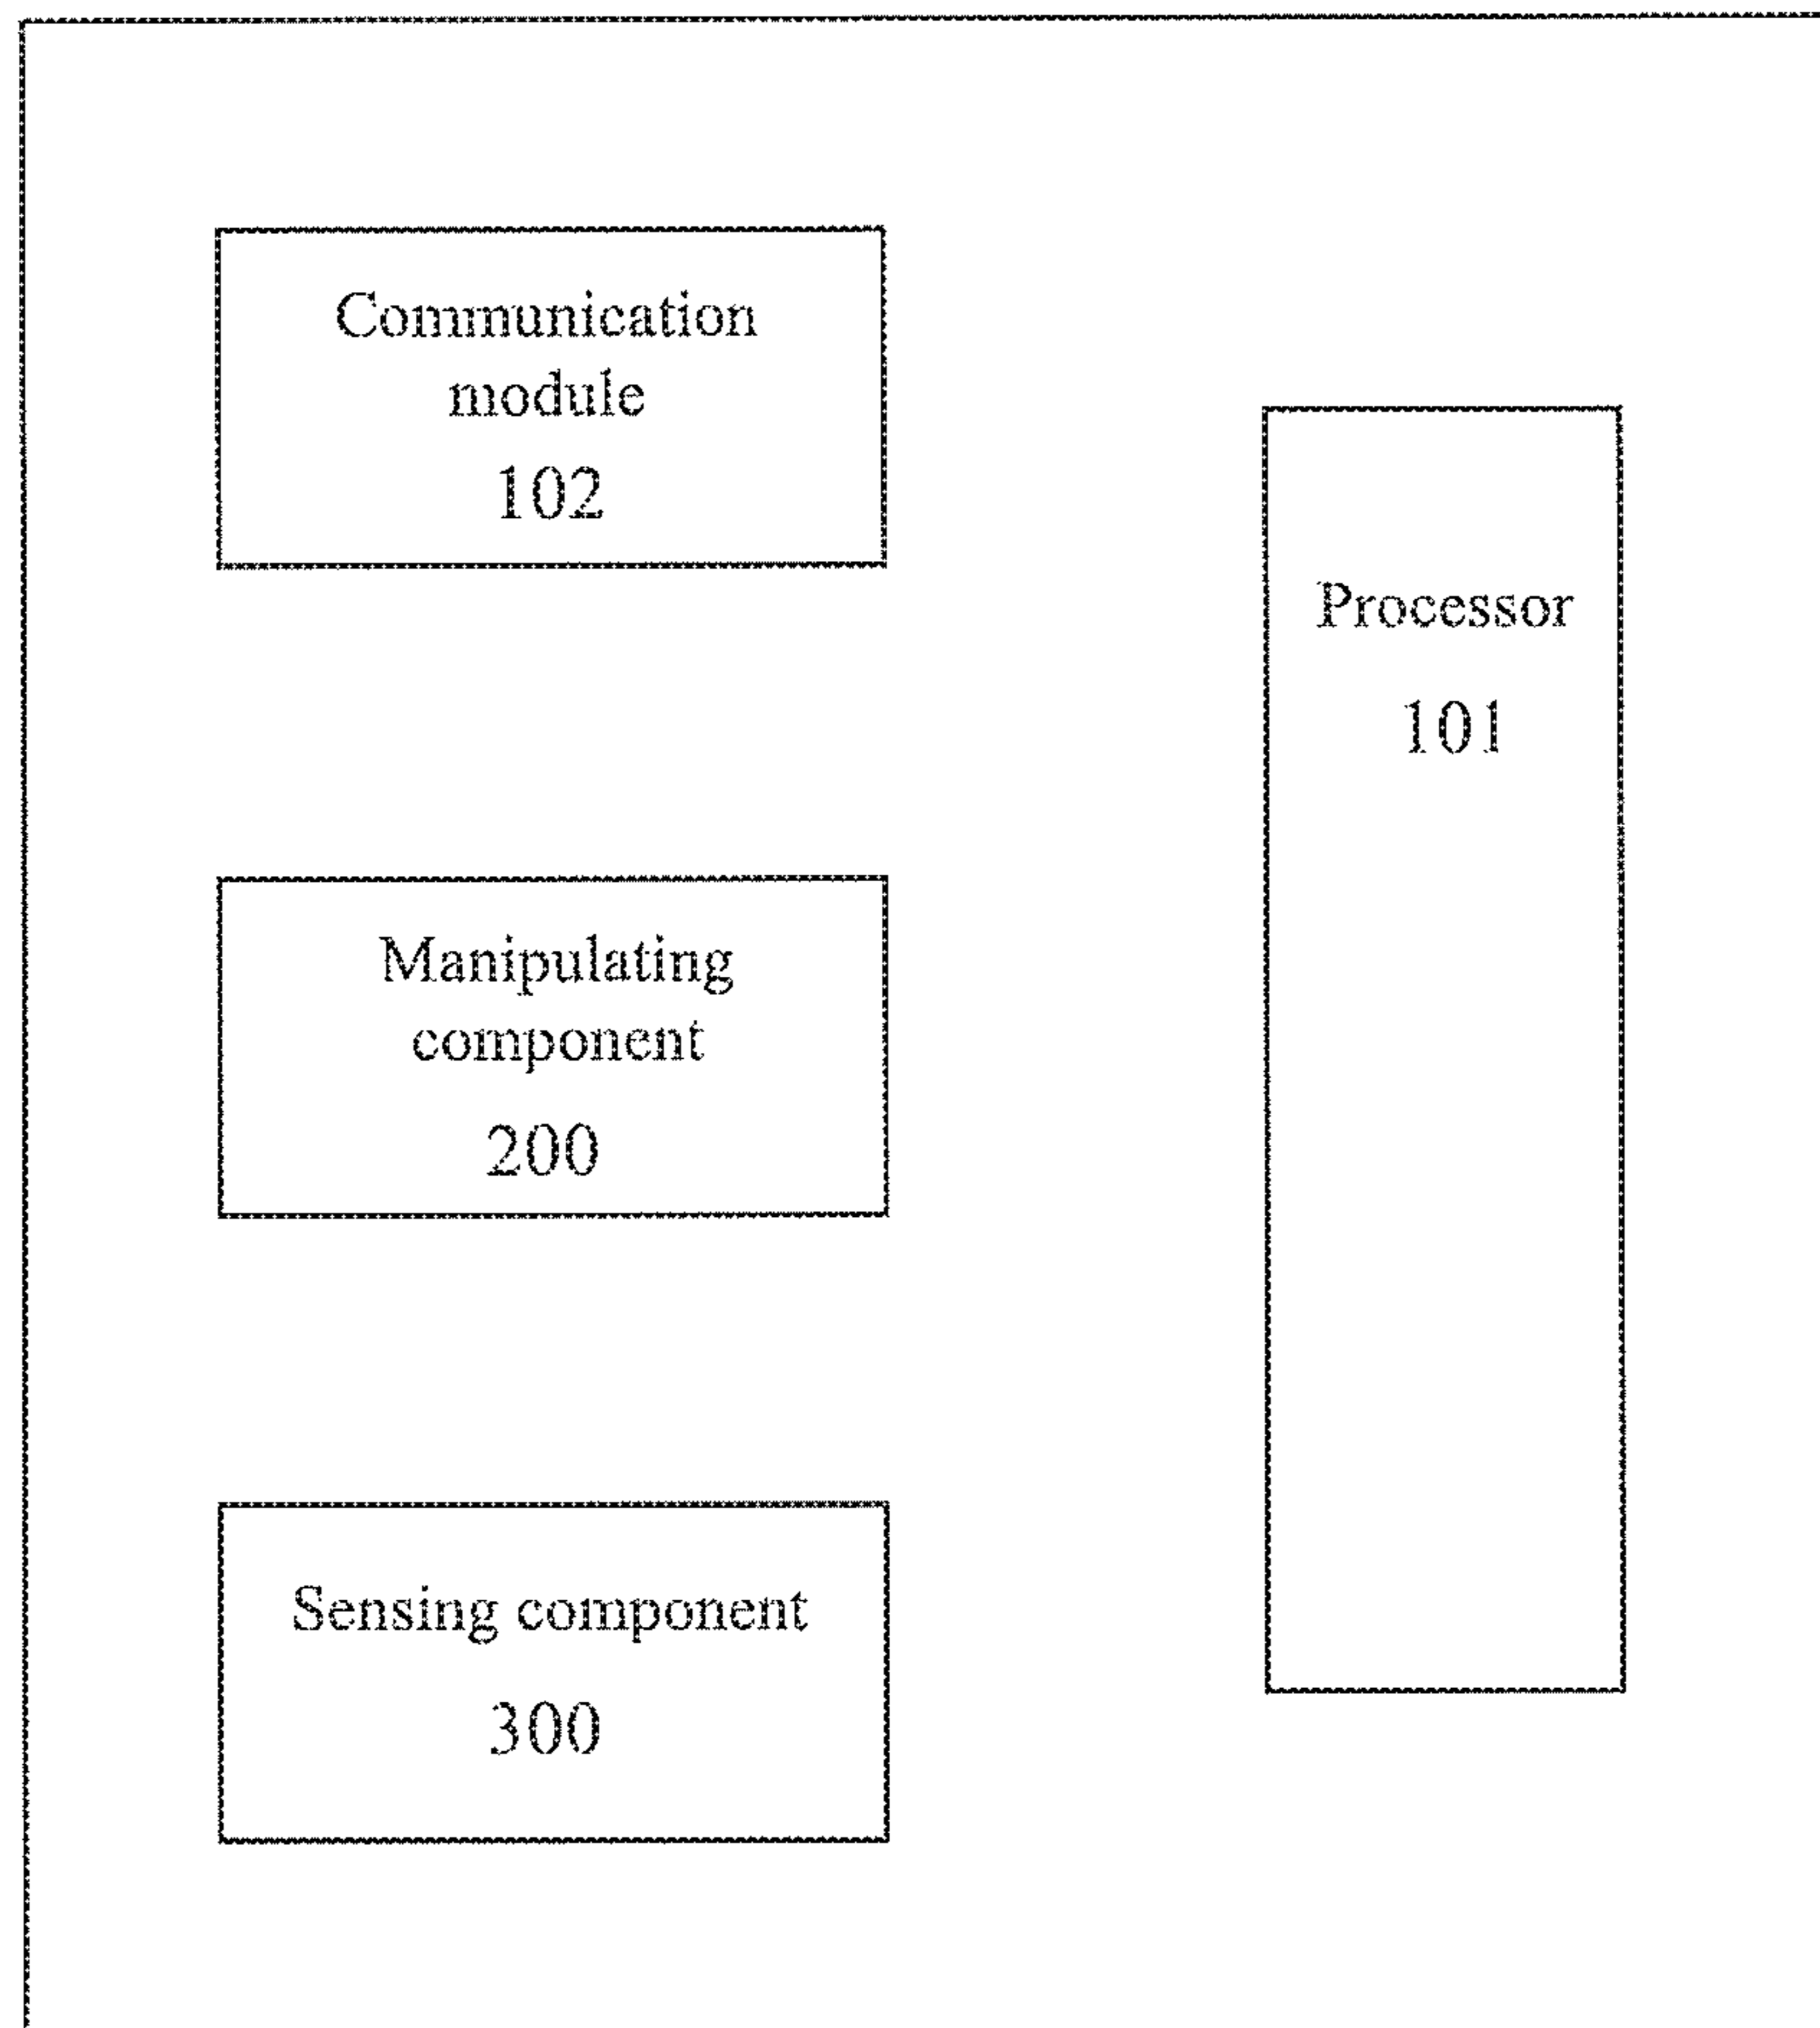 Communication
module
102
Processor
101
Manipulating
component
200
Sensing component
300